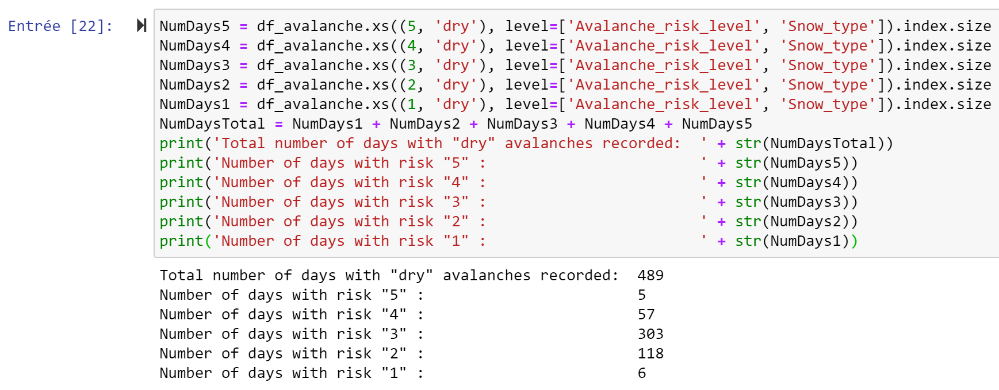 Entrée [22]: NumDays5 = df_avalanche.xs((5, 'dry'), level=['Avalanche_risk_level', 'Snow_type']).index.size
NumDays4 = df_avalanche.xs((4, 'dry'), level=['Avalanche_risk_level', 'Snow_type']).index.size
NumDays3 = df_avalanche.xs((3, 'dry'), level=['Avalanche_risk_level', 'Snow_type']).index.size
NumDays2 = df_avalanche.xs((2, 'dry'), level=['Avalanche_risk_level', 'Snow_type']).index.size
NumDays1 = df_avalanche.xs((1, 'dry'), level=['Avalanche_risk_level', 'Snow_type']).index.size
NumDaysTotal = NumDays1 + NumDays2 + NumDays3 + NumDays4 + NumDays5
print('Total number of days with "dry" avalanches recorded:  ' + str(NumDaysTotal))
print('Number of days with risk "5" :                        ' + str(NumDays5))
print('Number of days with risk "4" :                        ' + str(NumDays4))
print('Number of days with risk "3" :                        ' + str(NumDays3))
print('Number of days with risk "2" :                        ' + str(NumDays2))
print('Number of days with risk "1" :                        ' + str(NumDays1))
Total number of days with "dry" avalanches recorded:  489
Number of days with risk "5" :                        5
Number of days with risk "4" :                        57
Number of days with risk "3" :                        303
Number of days with risk "2" :                        118
Number of days with risk "1" :                        6